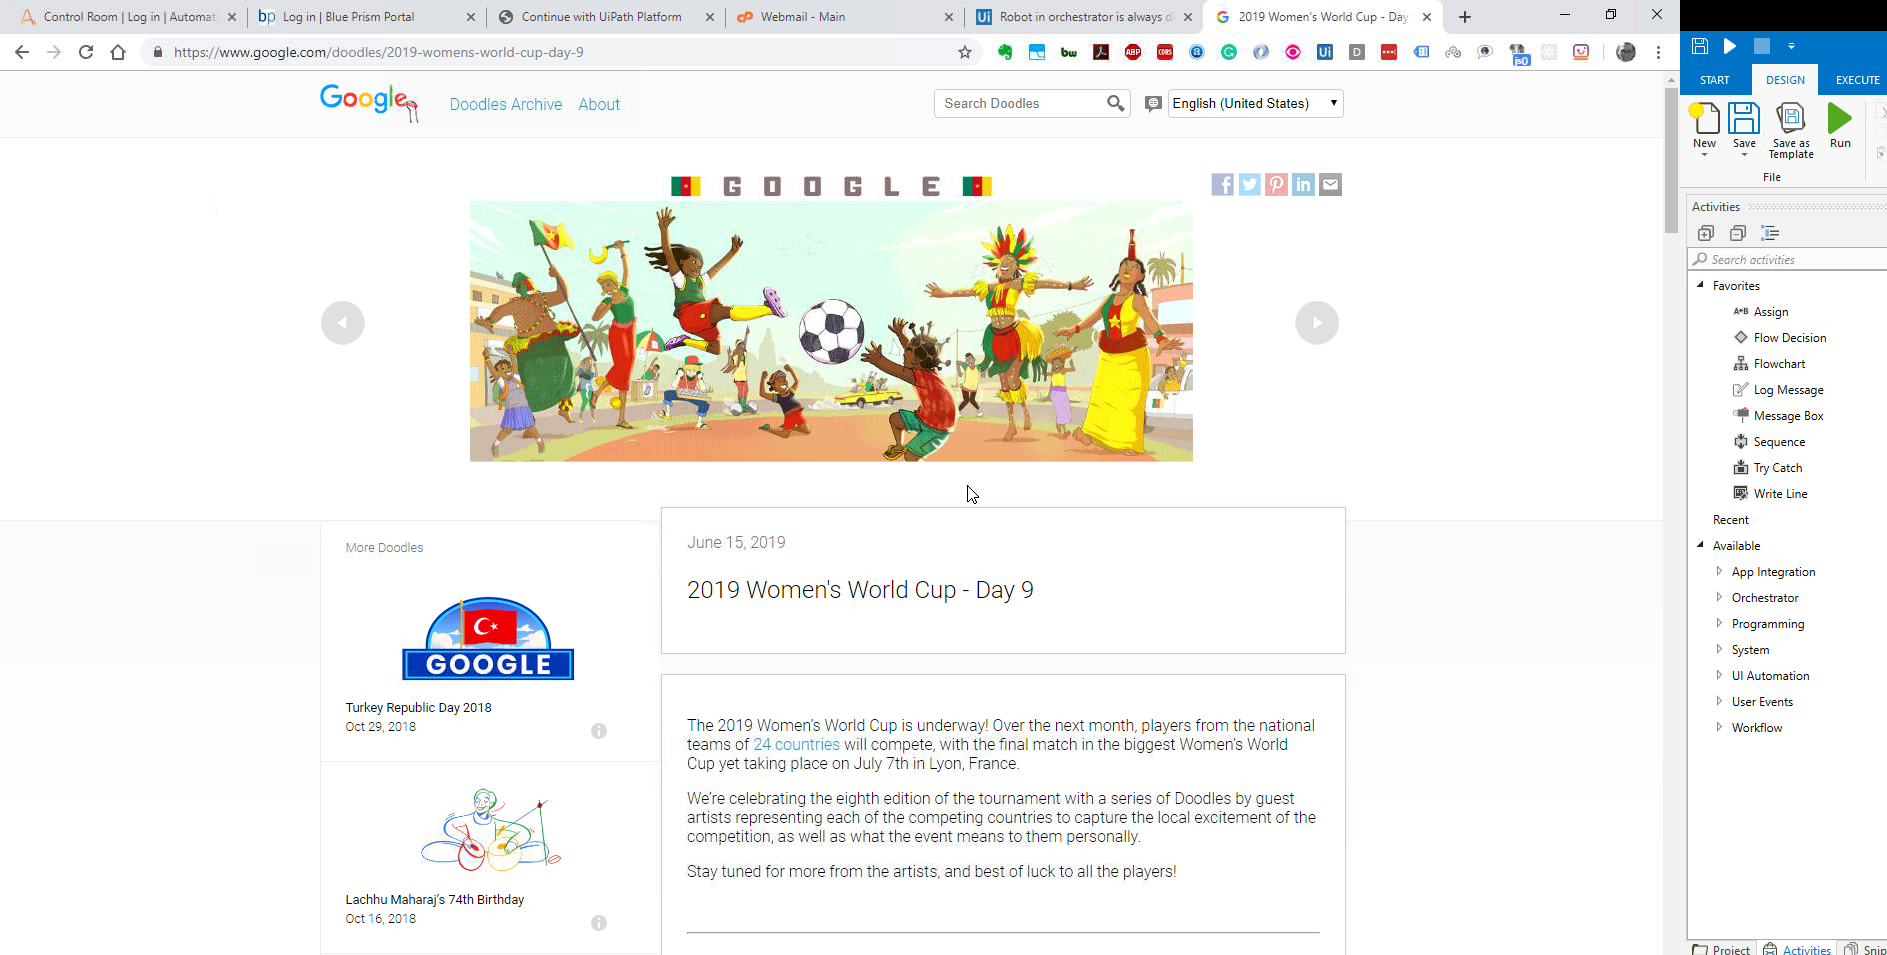 Control Room | Log in | Automat
Log in | Blue Prism Portal
Continue with UiPath Platform
Webmail - Main
Robot in orchestrator is always d
2019 Women's World Cup - Day
https://www.google.com/doodles/2019-womens-world-cup-day-9
Google
Doodles Archive
About
Search Doodles
English (United States)
GOOGLE
June 15, 2019
2019 Women's World Cup - Day 9
The 2019 Women's World Cup is underway! Over the next month, players from the national
teams of 24 countries will compete, with the final match in the biggest Women's World
Cup yet taking place on July 7th in Lyon, France.
We're celebrating the eighth edition of the tournament with a series of Doodles by guest
artists representing each of the competing countries to capture the local excitement of the
competition, as well as what the event means to them personally.
Stay tuned for more from the artists, and best of luck to all the players!
More Doodles
GOOGLE
Turkey Republic Day 2018
Oct 29, 2018
Lachhu Maharaj's 74th Birthday
Oct 16, 2018
START
DESIGN
EXECUTE
New
Save
Save as
Template
Run
File
Activities
Search activities
Favorites
Assign
Flow Decision
Flowchart
Log Message
Message Box
Sequence
Try Catch
Write Line
Recent
Available
App Integration
Orchestrator
Programming
System
UI Automation
User Events
Workflow
Project
Activities
Snip